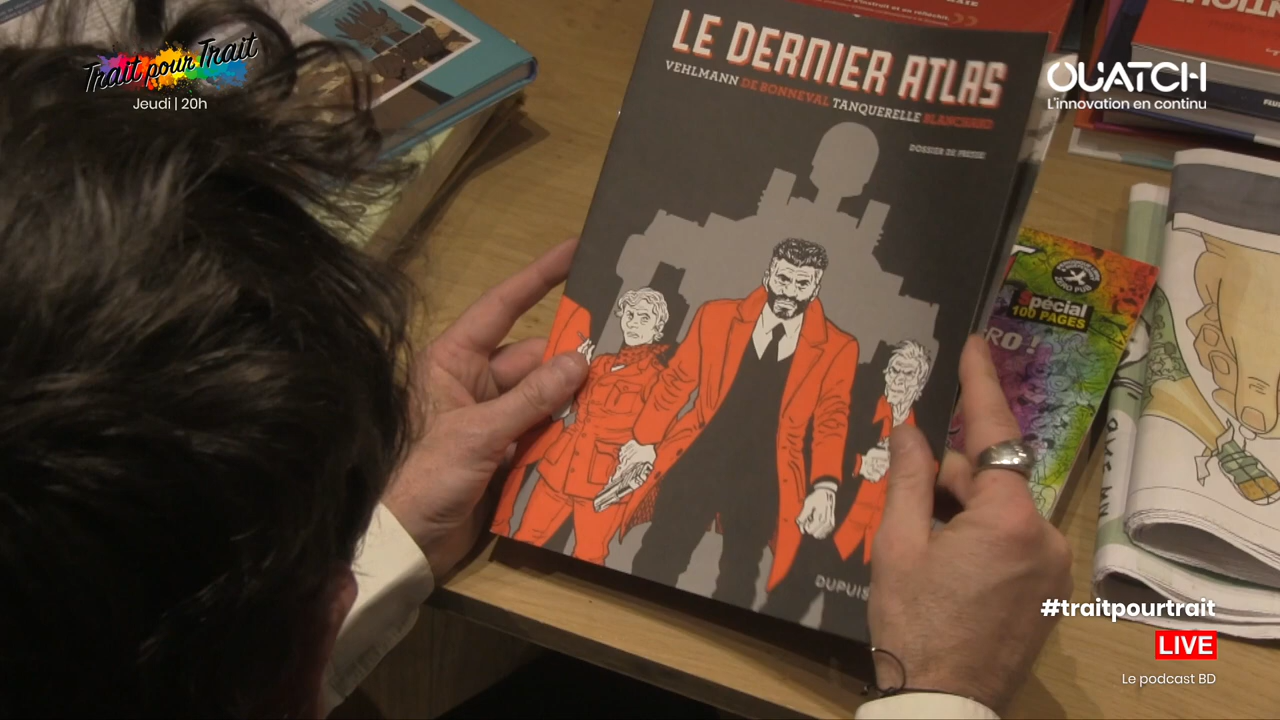 Trait pour Trait
Jeudi | 20h
OUATCH
L'innovation en continu
LE DERNIER ATLAS
VEHLMANN DE BONNEVAL TANQUERELLE BLANCHARD
DOSSIER DE PRESSE
Spécial
100 PAGES
RO !
DUPUIS
#traitpourtrait
LIVE
Le podcast BD